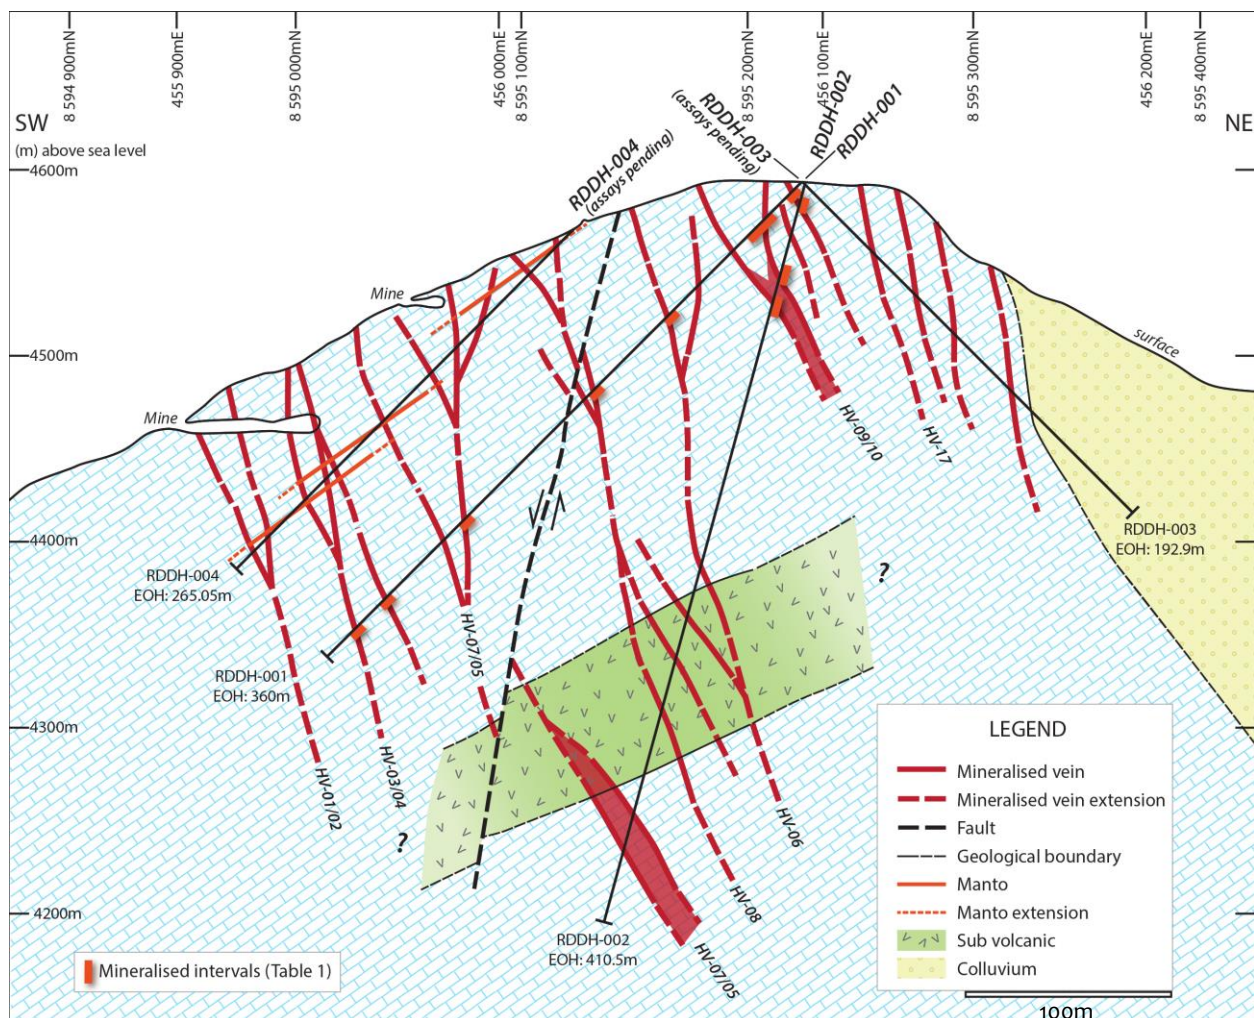 8 594 900mN
455 900mE
8 595 000mN
456 000mE
8 595 100mN
8 595 200mN
456 100mE
8 595 300mN
456 200mE
8 595 400mN
SW
NE
(m) above sea level
4600m
4500m
4400m
4300m
4200m
RDDH-004
(assays pending)
RDDH-003
(assays pending)
RDDH-002
RDDH-001
Mine
Mine
surface
HV-09/10
HV-17
RDDH-003
EOH: 192.9m
RDDH-004
EOH: 265.05m
RDDH-001
EOH: 360m
HV-07/05
HV-01/02
HV-03/04
?
?
HV-06
HV-08
HV-07/05
RDDH-002
EOH: 410.5m
Mineralised intervals (Table 1)
LEGEND
Mineralised vein
Mineralised vein extension
Fault
Geological boundary
Manto
Manto extension
Sub volcanic
Colluvium
100m